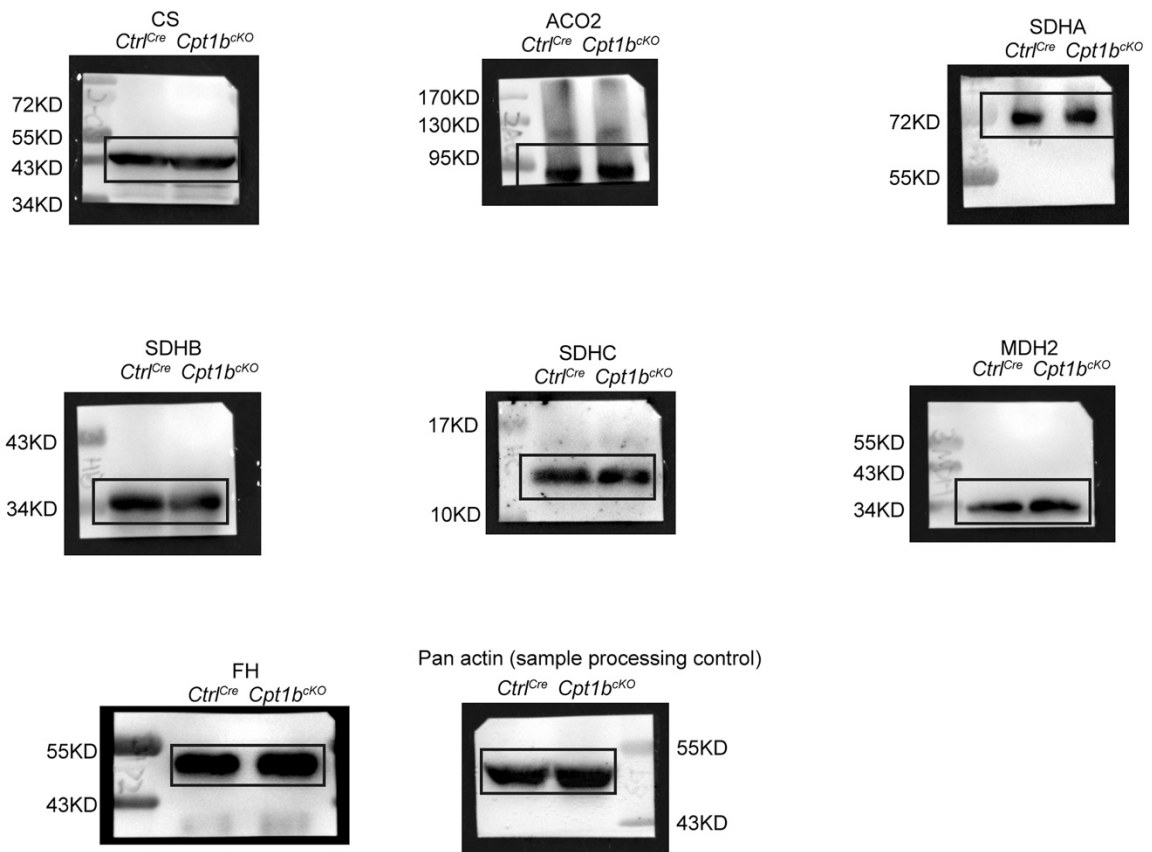 CS
Ctrl^Cre Cpt1b^cKO
72KD
55KD
43KD
34KD
ACO2
Ctrl^Cre Cpt1b^cKO
170KD
130KD
95KD
SDHA
Ctrl^Cre Cpt1b^cKO
72KD
55KD
SDHB
Ctrl^Cre Cpt1b^cKO
43KD
34KD
SDHC
Ctrl^Cre Cpt1b^cKO
17KD
10KD
MDH2
Ctrl^Cre Cpt1b^cKO
55KD
43KD
34KD
FH
Ctrl^Cre Cpt1b^cKO
55KD
43KD
Pan actin (sample processing control)
Ctrl^Cre Cpt1b^cKO
55KD
43KD